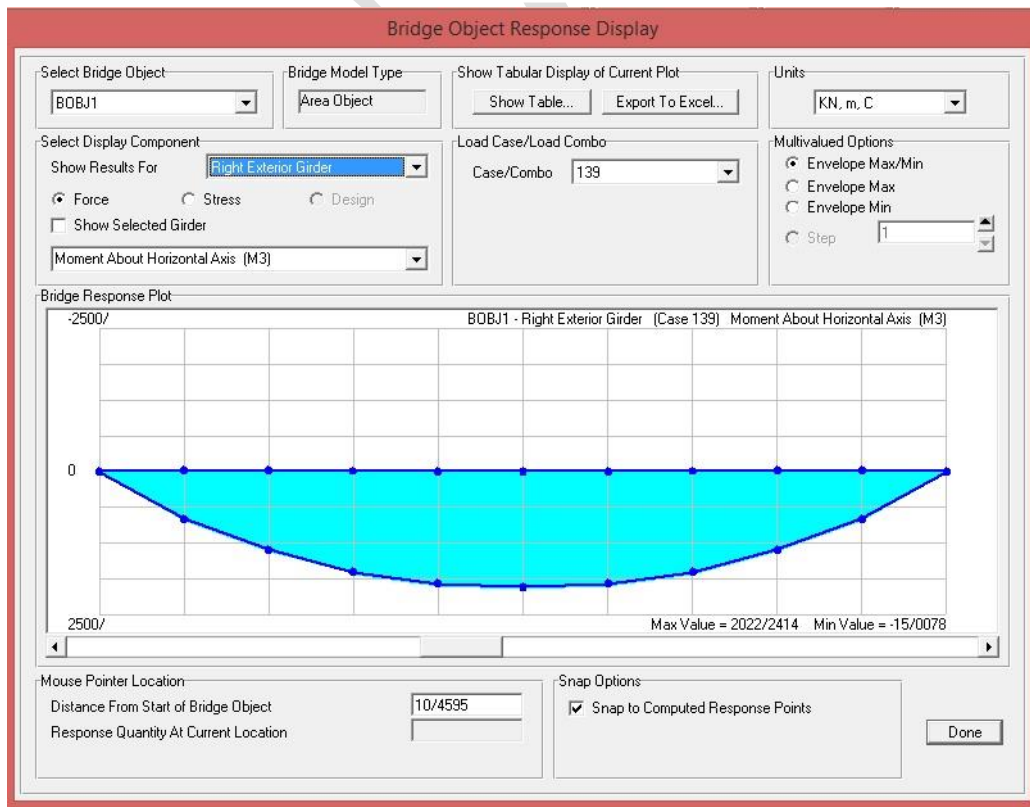 Bridge Object Response Display
Select Bridge Object
BOBJ1
Bridge Model Type
Area Object
Show Tabular Display of Current Plot
Show Table...
Export To Excel...
Units
KN, m, C
Select Display Component
Show Results For
Right Exterior Girder
Force
Stress
Design
Show Selected Girder
Moment About Horizontal Axis (M3)
Load Case/Load Combo
Case/Combo
139
Multivalued Options
Envelope Max/Min
Envelope Max
Envelope Min
Step
1
Bridge Response Plot
-2500/
BOBJ1 - Right Exterior Girder (Case 139) Moment About Horizontal Axis (M3)
0
2500/
Max Value = 2022/2414 Min Value = -15/0078
Mouse Pointer Location
Distance From Start of Bridge Object
10/4595
Response Quantity At Current Location
Snap Options
Snap to Computed Response Points
Done